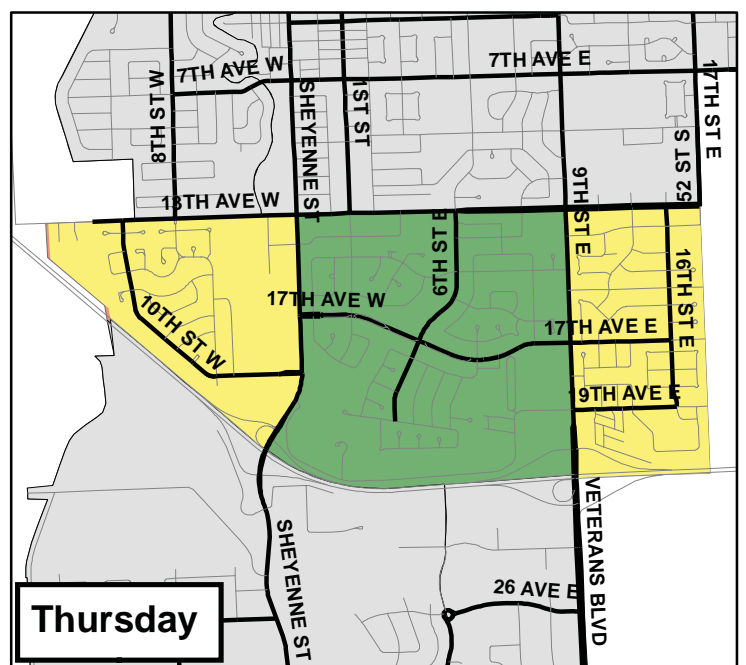 7TH AVE W
7TH AVE E
17TH ST E
8TH ST W
SHEYENNE ST
1ST ST
52 ST S
9TH ST E
13TH AVE W
6TH ST E
10TH ST W
17TH AVE W
17TH AVE E
19TH ST E
19TH AVE E
SHEYENNE ST
VETERANS BLVD
26 AVE E
Thursday